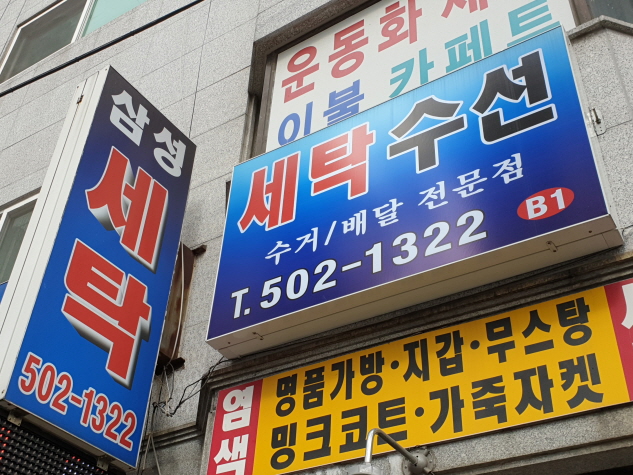 삼성
세탁
502-1322
운동화 세
이불 카페트
세탁 수선
수거/배달 전문점
B1
T. 502-1322
염색
명품가방·지갑·무스탕
밍크코트·가죽자켓